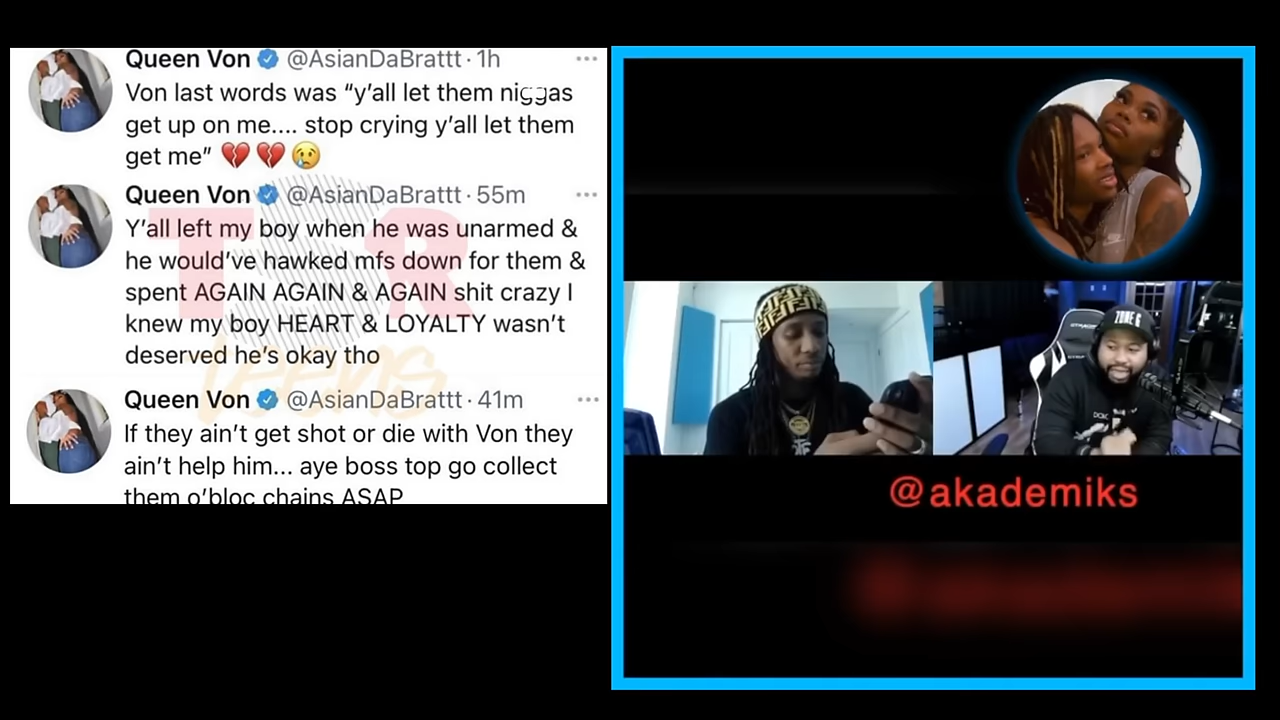 Queen Von @AsianDaBrattt · 1h
Von last words was “y’all let them niggas
get up on me.... stop crying y’all let them
get me” 💔 💔 😢
Queen Von @AsianDaBrattt · 55m
Y’all left my boy when he was unarmed &
he would’ve hawked mfs down for them &
spent AGAIN AGAIN & AGAIN shit crazy I
knew my boy HEART & LOYALTY wasn’t
deserved he’s okay tho
Queen Von @AsianDaBrattt · 41m
If they ain’t get shot or die with Von they
ain’t help him... aye boss top go collect
them o’bloc chains ASAP
TSR
teens
ZONE 6
@akademiks